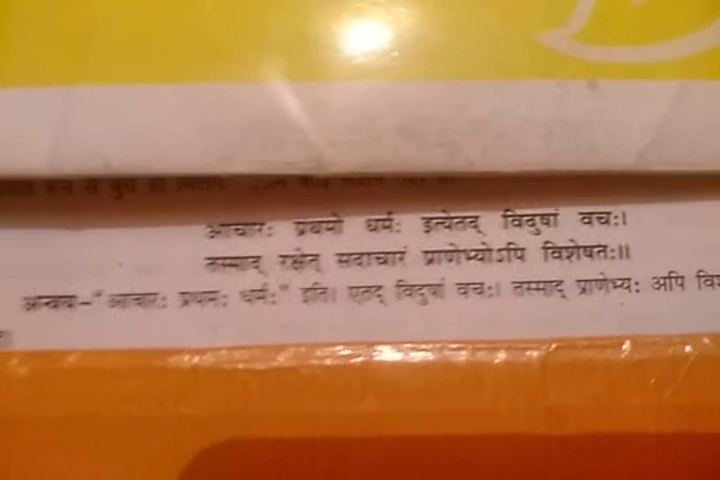 आचारः प्रथमो धर्मः इत्येतद् विदुषां वचः।
तस्माद् रक्षेत् सदाचारं प्राणेभ्योऽपि विशेषतः॥
अन्वय-"आचारः प्रथमः धर्मः" इति। एतद् विदुषां वचः। तस्माद् प्राणेभ्यः अपि